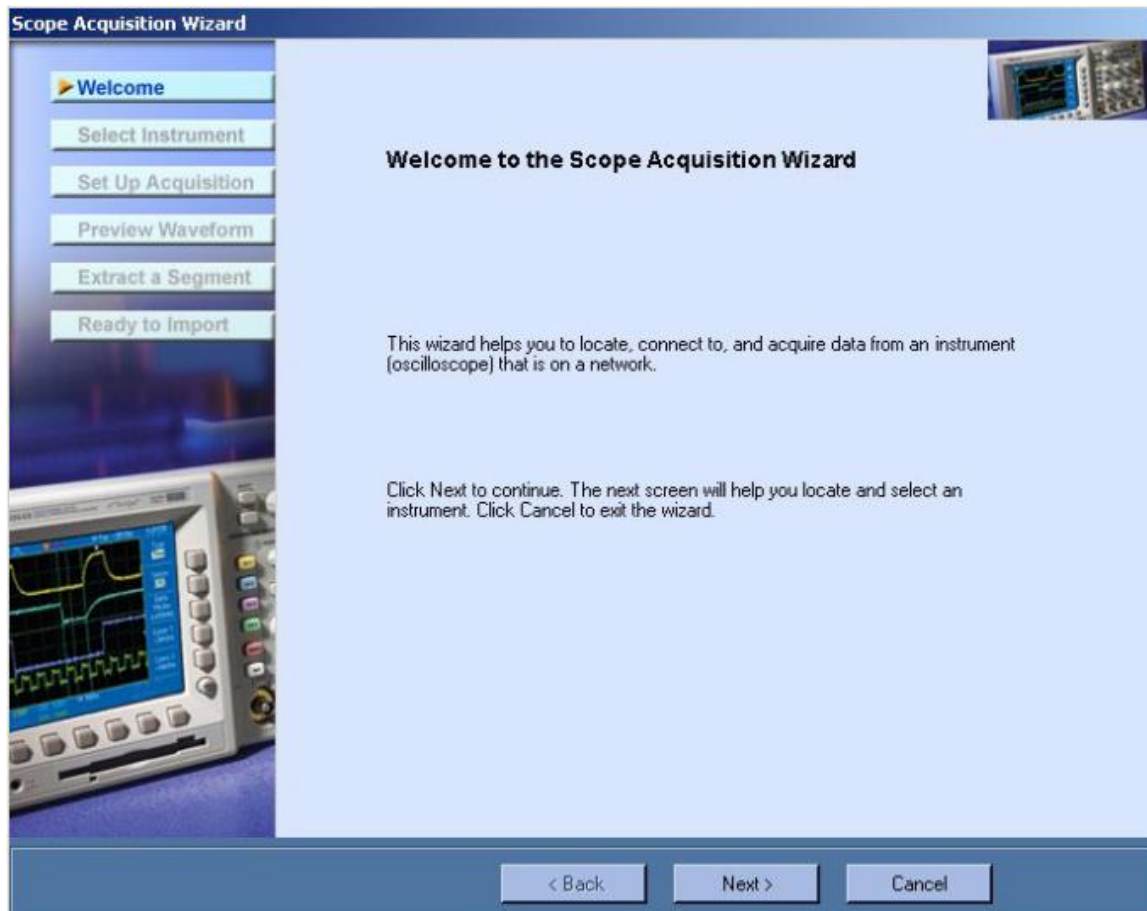 Scope Acquisition Wizard
Welcome
Select Instrument
Set Up Acquisition
Preview Waveform
Extract a Segment
Ready to Import
Welcome to the Scope Acquisition Wizard
This wizard helps you to locate, connect to, and acquire data from an instrument
(oscilloscope) that is on a network.
Click Next to continue. The next screen will help you locate and select an
instrument. Click Cancel to exit the wizard.
< Back
Next >
Cancel